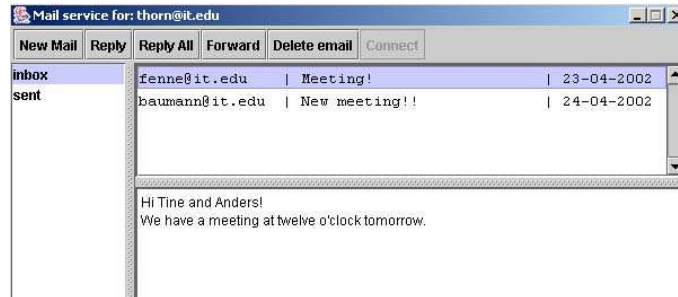 Mail service for: thorn@it.edu
New Mail Reply Reply All Forward Delete email Connect
inbox
sent
fenne@it.edu | Meeting! | 23-04-2002
baumann@it.edu | New meeting!! | 24-04-2002
Hi Tine and Anders!
We have a meeting at twelve o'clock tomorrow.